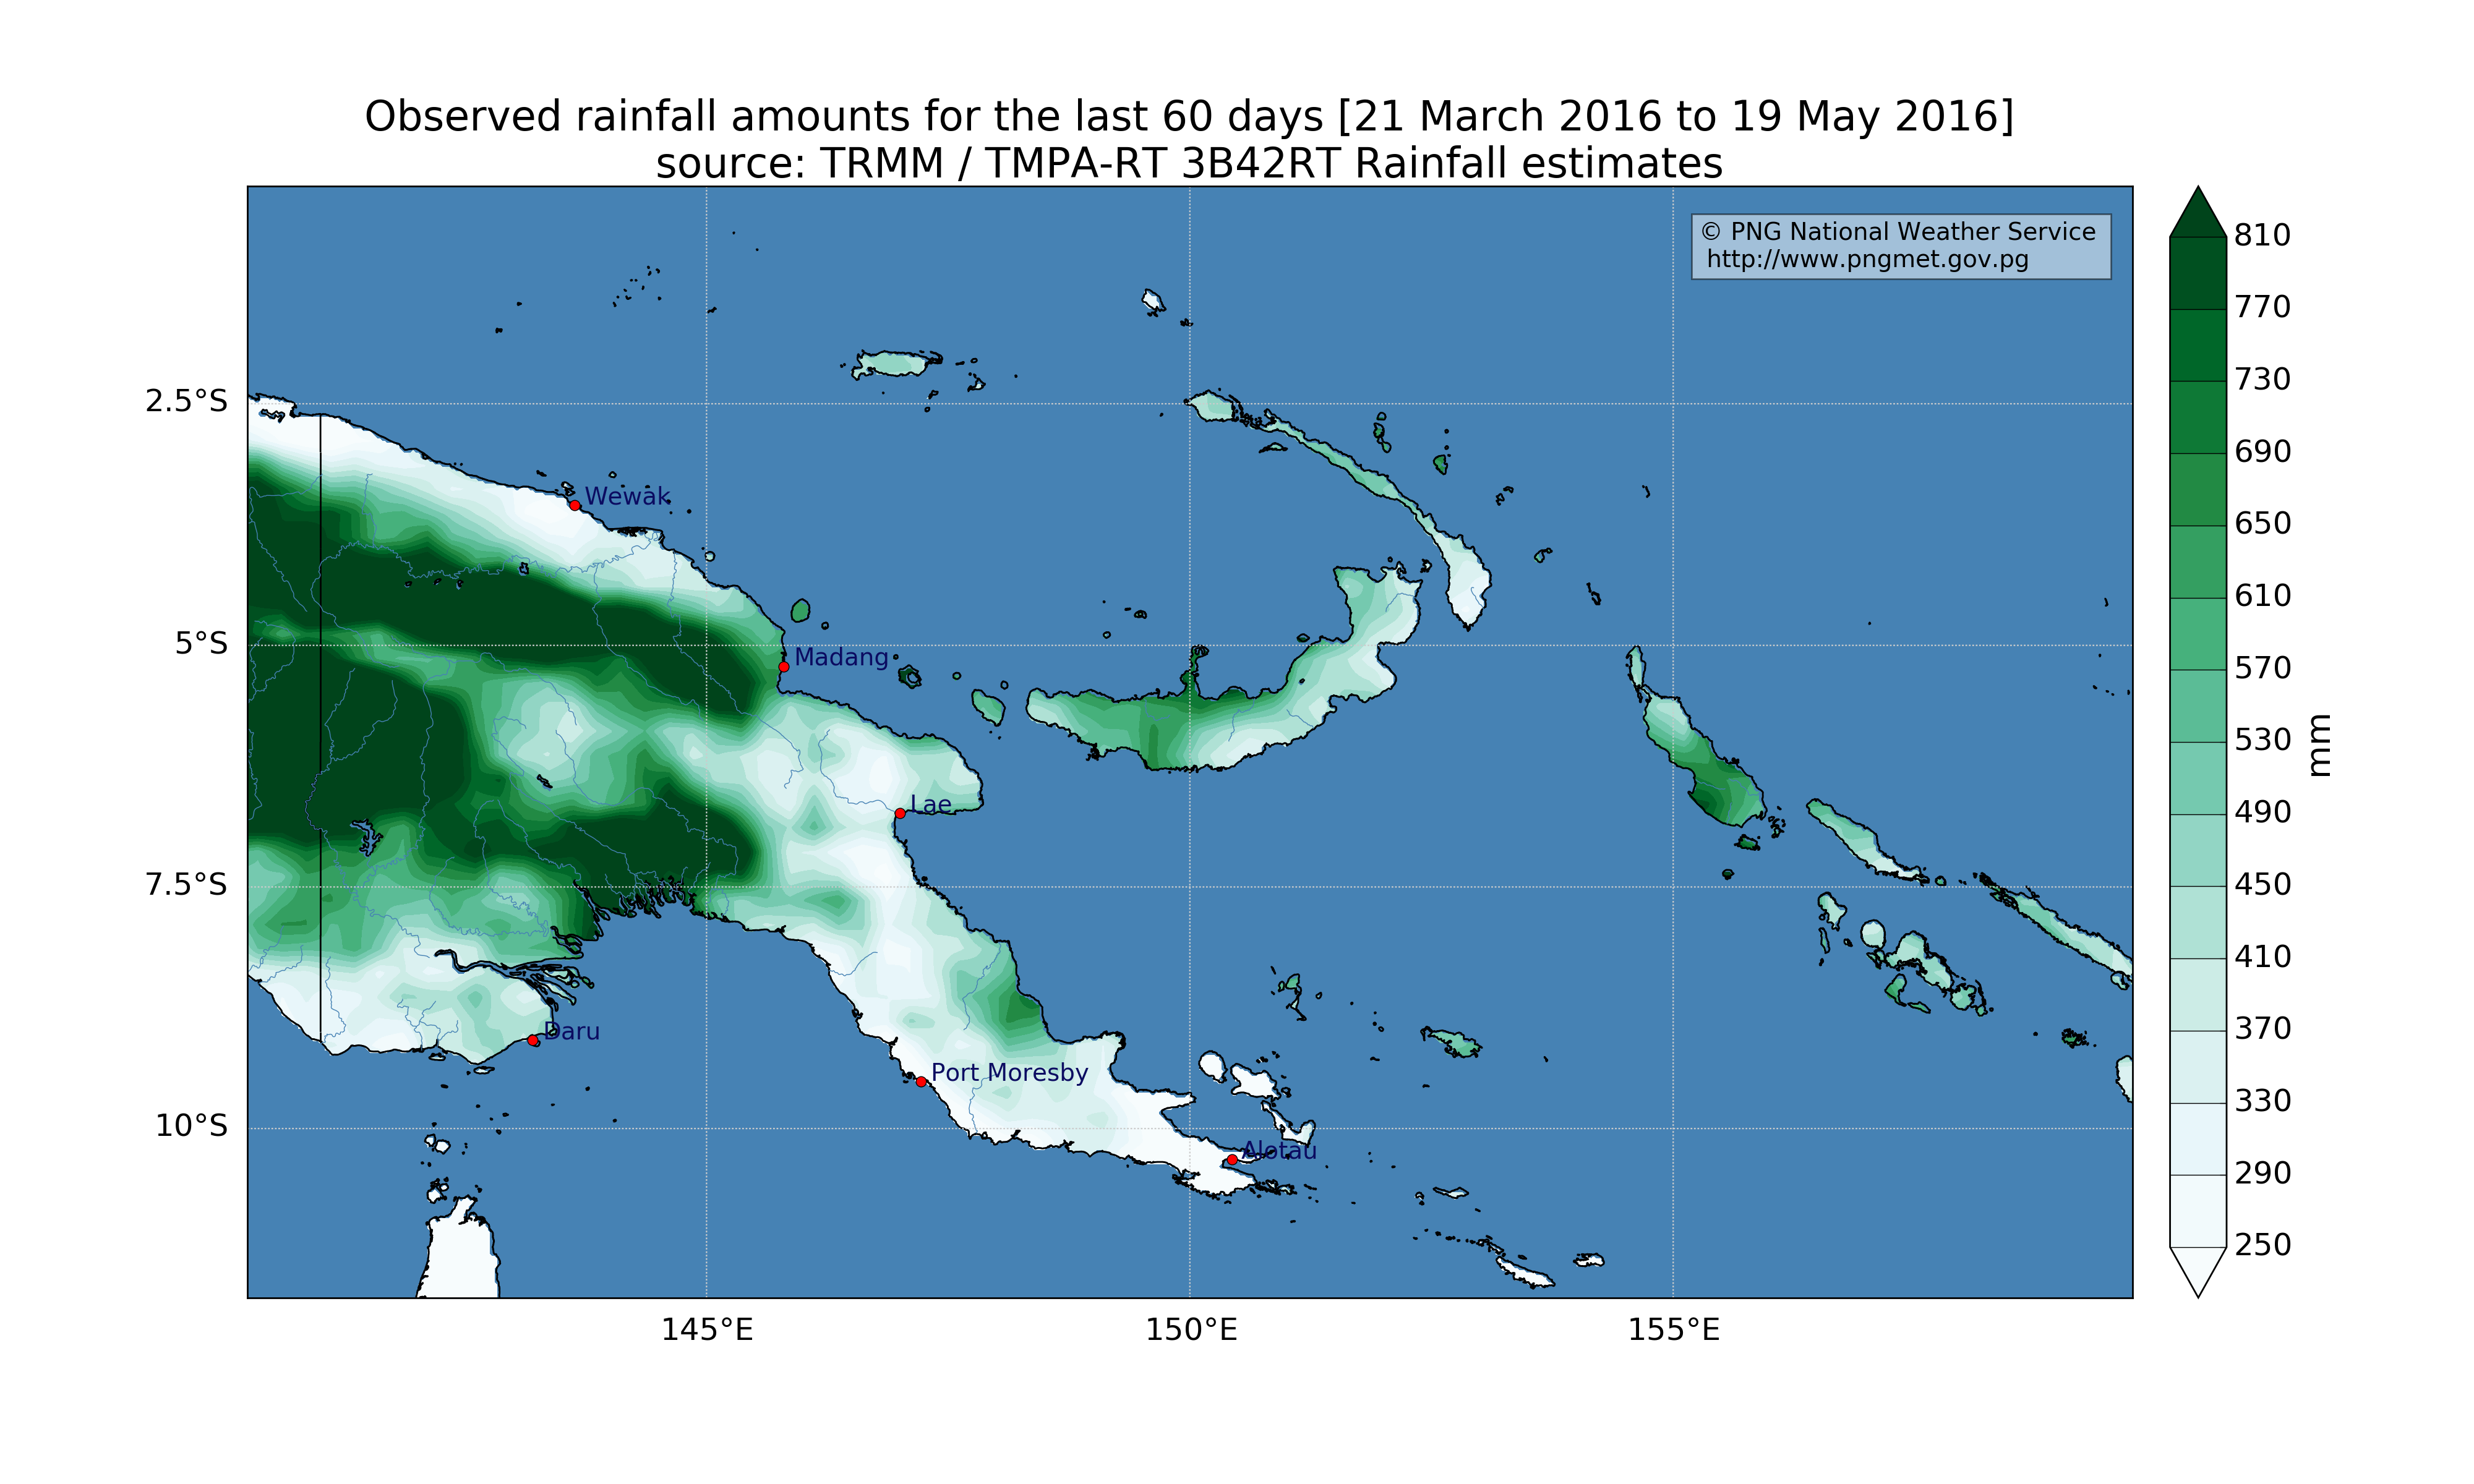 Observed rainfall amounts for the last 60 days [21 March 2016 to 19 May 2016]
source: TRMM / TMPA-RT 3B42RT Rainfall estimates
© PNG National Weather Service
http://www.pngmet.gov.pg
810
770
730
690
650
610
570
530
490
450
410
370
330
290
250
mm
2.5°S
5°S
7.5°S
10°S
Wewak
Madang
Lae
Daru
Port Moresby
Alotau
145°E
150°E
155°E